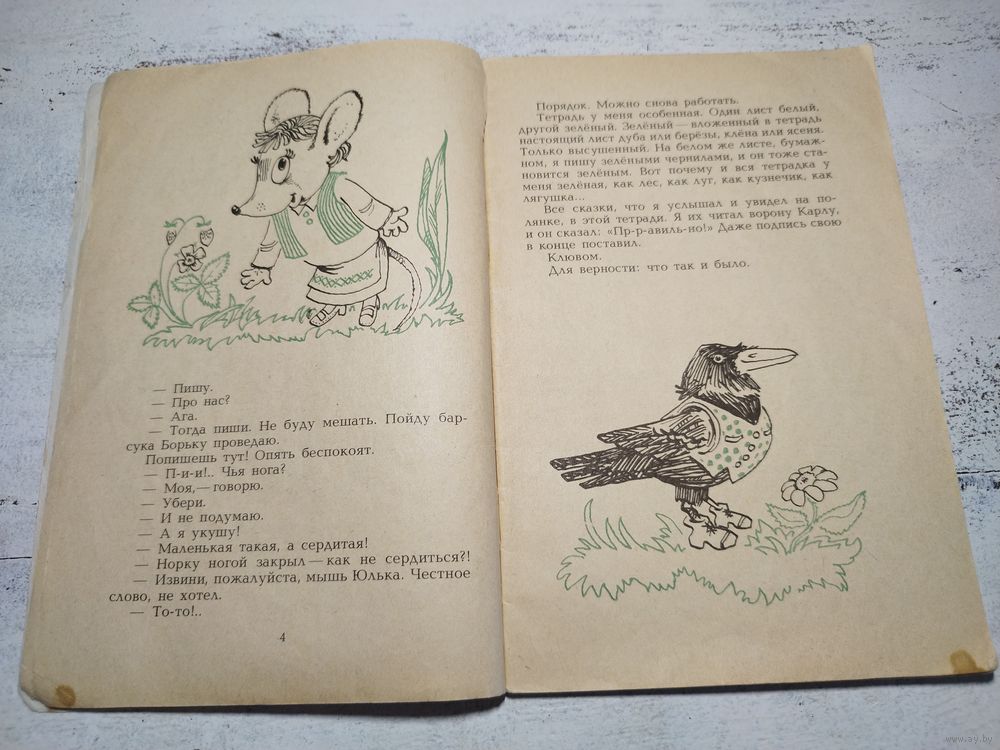 — Пишу.
— Про нас?
— Ага.
— Тогда пиши. Не буду мешать. Пойду бар-
сука Борьку проведаю.
Попишешь тут! Опять беспокоят.
— П-и-и!.. Чья нога?
— Моя,— говорю.
— Убери.
— И не подумаю.
— А я укушу!
— Маленькая такая, а сердитая!
— Норку ногой закрыл — как не сердиться?!
— Извини, пожалуйста, мышь Юлька. Честное
слово, не хотел.
— То-то!..
4
Порядок. Можно снова работать.
Тетрадь у меня особенная. Один лист белый,
другой зелёный. Зелёный — вложенный в тетрадь
настоящий лист дуба или берёзы, клёна или ясеня.
Только высушенный. На белом же листе, бумаж-
ном, я пишу зелёными чернилами, и он тоже ста-
новится зелёным. Вот почему и вся тетрадка у
меня зелёная, как лес, как луг, как кузнечик, как
лягушка...
Все сказки, что я услышал и увидел на по-
лянке, в этой тетради. Я их читал ворону Карлу,
и он сказал: «Пр-р-авиль-но!» Даже подпись свою
в конце поставил.
Клювом.
Для верности: что так и было.
www.ay.by